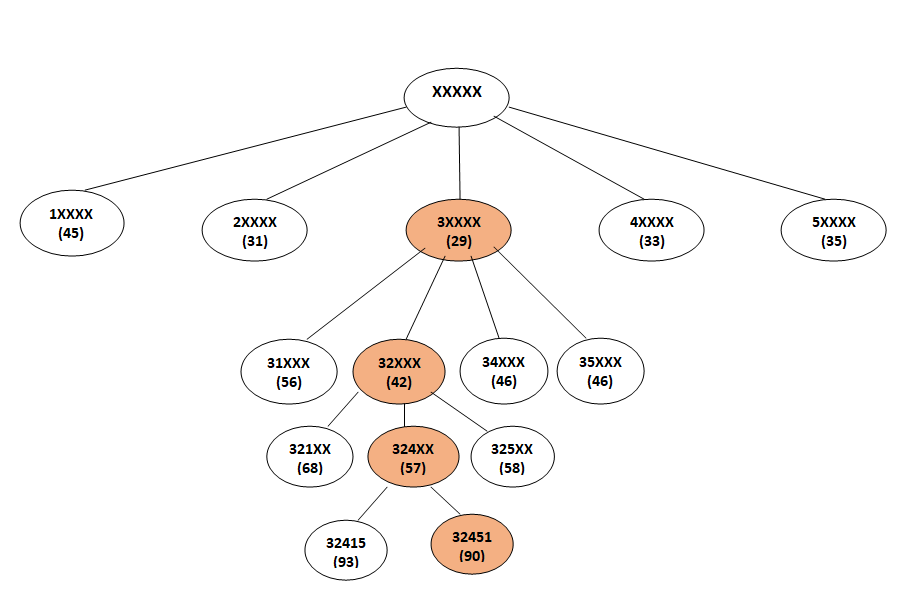 XXXXX
1XXXX
(45)
2XXXX
(31)
3XXXX
(29)
4XXXX
(33)
5XXXX
(35)
31XXX
(56)
32XXX
(42)
34XXX
(46)
35XXX
(46)
321XX
(68)
324XX
(57)
325XX
(58)
32415
(93)
32451
(90)